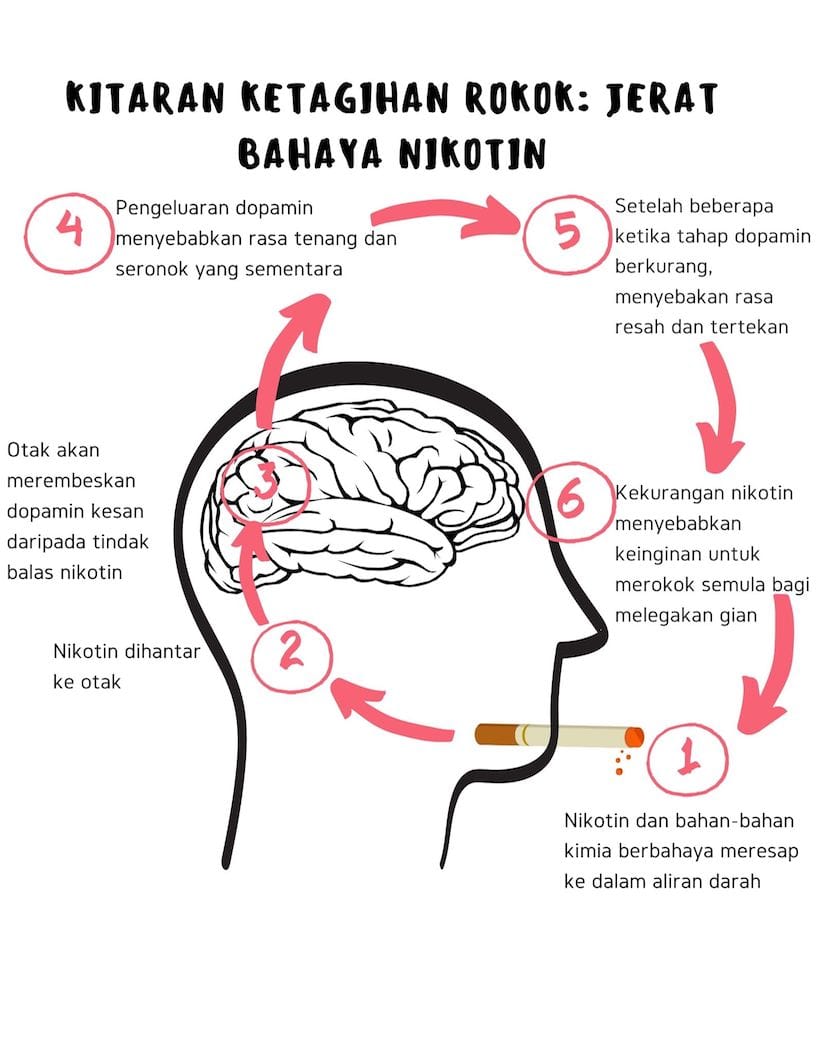 KITARAN KETAGIHAN ROKOK: JERAT
BAHAYA NIKOTIN
4
Pengeluaran dopamin
menyebabkan rasa tenang dan
seronok yang sementara
5
Setelah beberapa
ketika tahap dopamin
berkurang,
menyebakan rasa
resah dan tertekan
Otak akan
merembeskan
dopamin kesan
daripada tindak
balas nikotin
3
6
Kekurangan nikotin
menyebabkan
keinginan untuk
merokok semula bagi
melegakan gian
Nikotin dihantar
ke otak
2
1
Nikotin dan bahan-bahan
kimia berbahaya meresap
ke dalam aliran darah